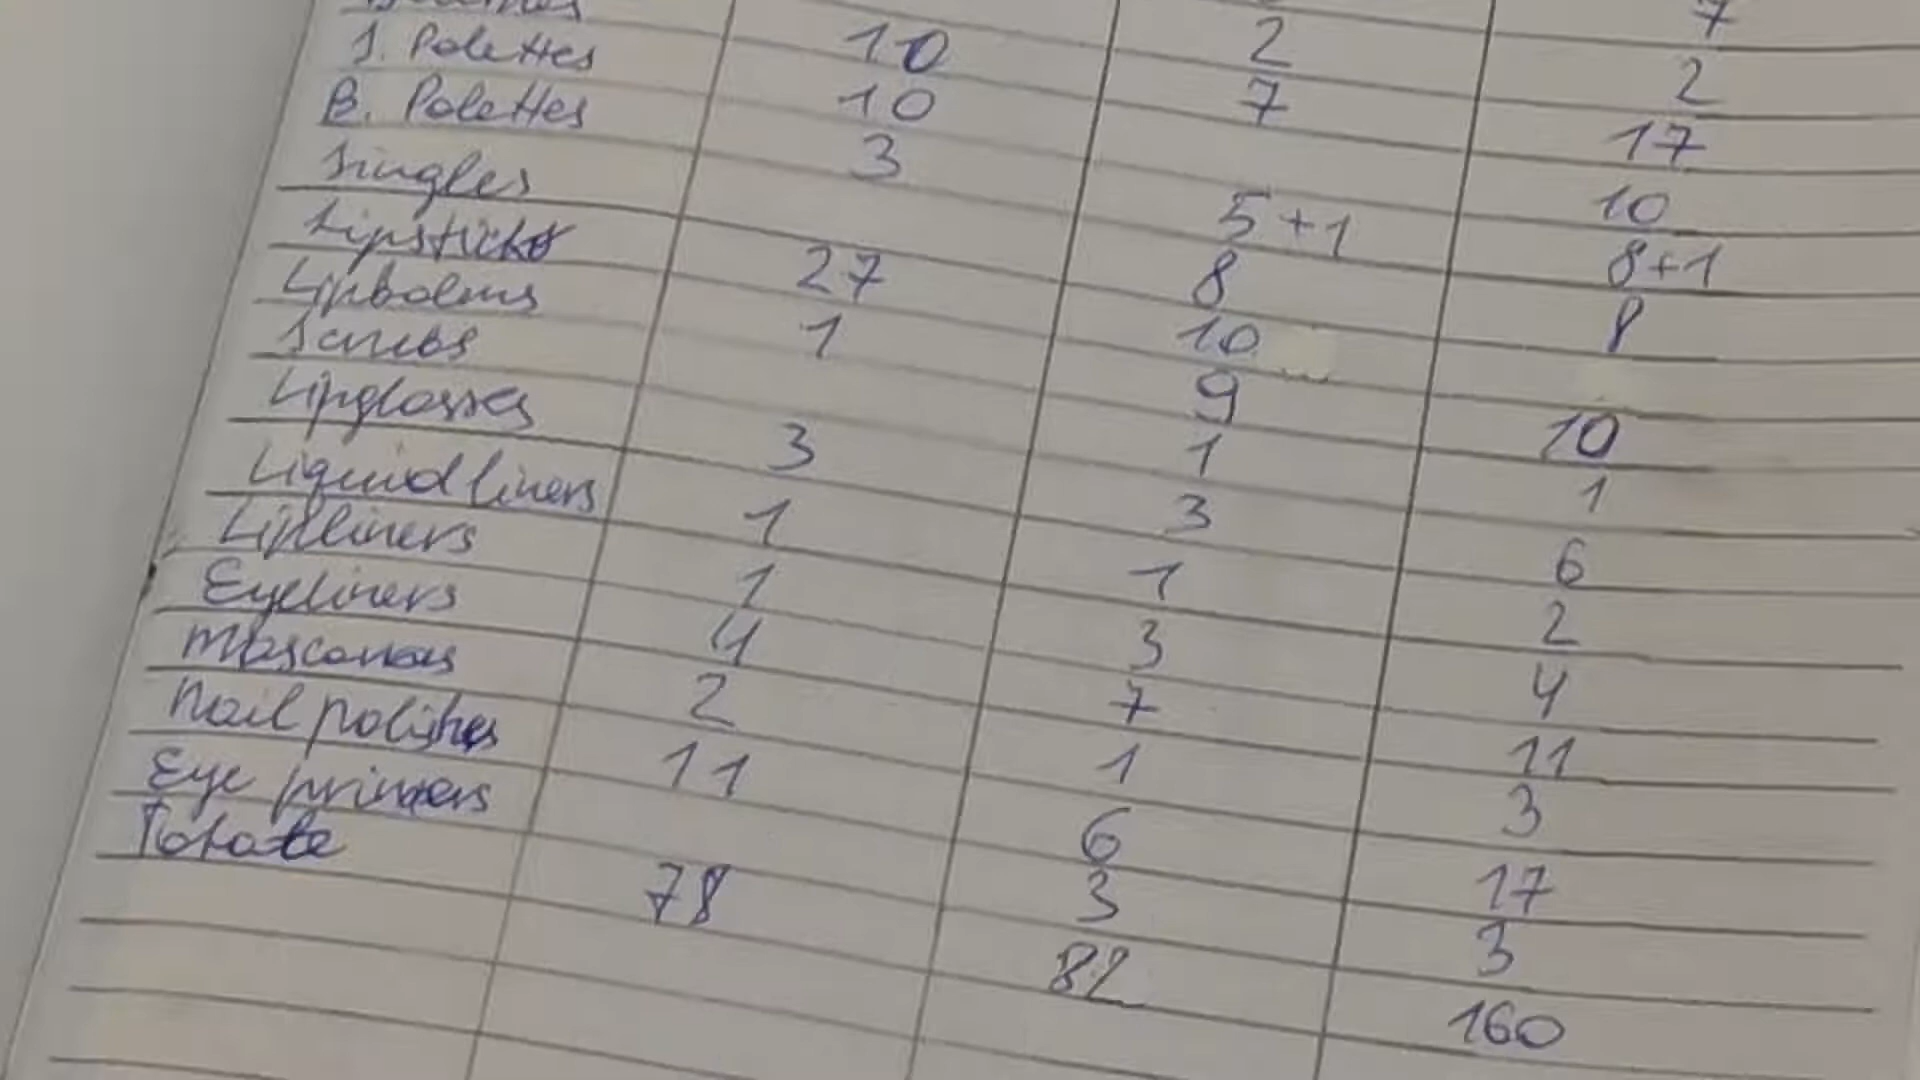 7
2 2
10 7 17
S. Palettes 10 10
B. Palettes 3 5+1 8+1
Singles 8 8
Lipsticks 27 10
Lipbalms 1 9 10
Scrubs 1 1
Lipglosses 3 3 6
Liquid liners 1 1 2
Lipliners 1 3 4
Eyeliners 4 7 11
Mascaras 2 1 3
Nail polishes 11 6 17
Eye primers 3 3
Total 78 82 160